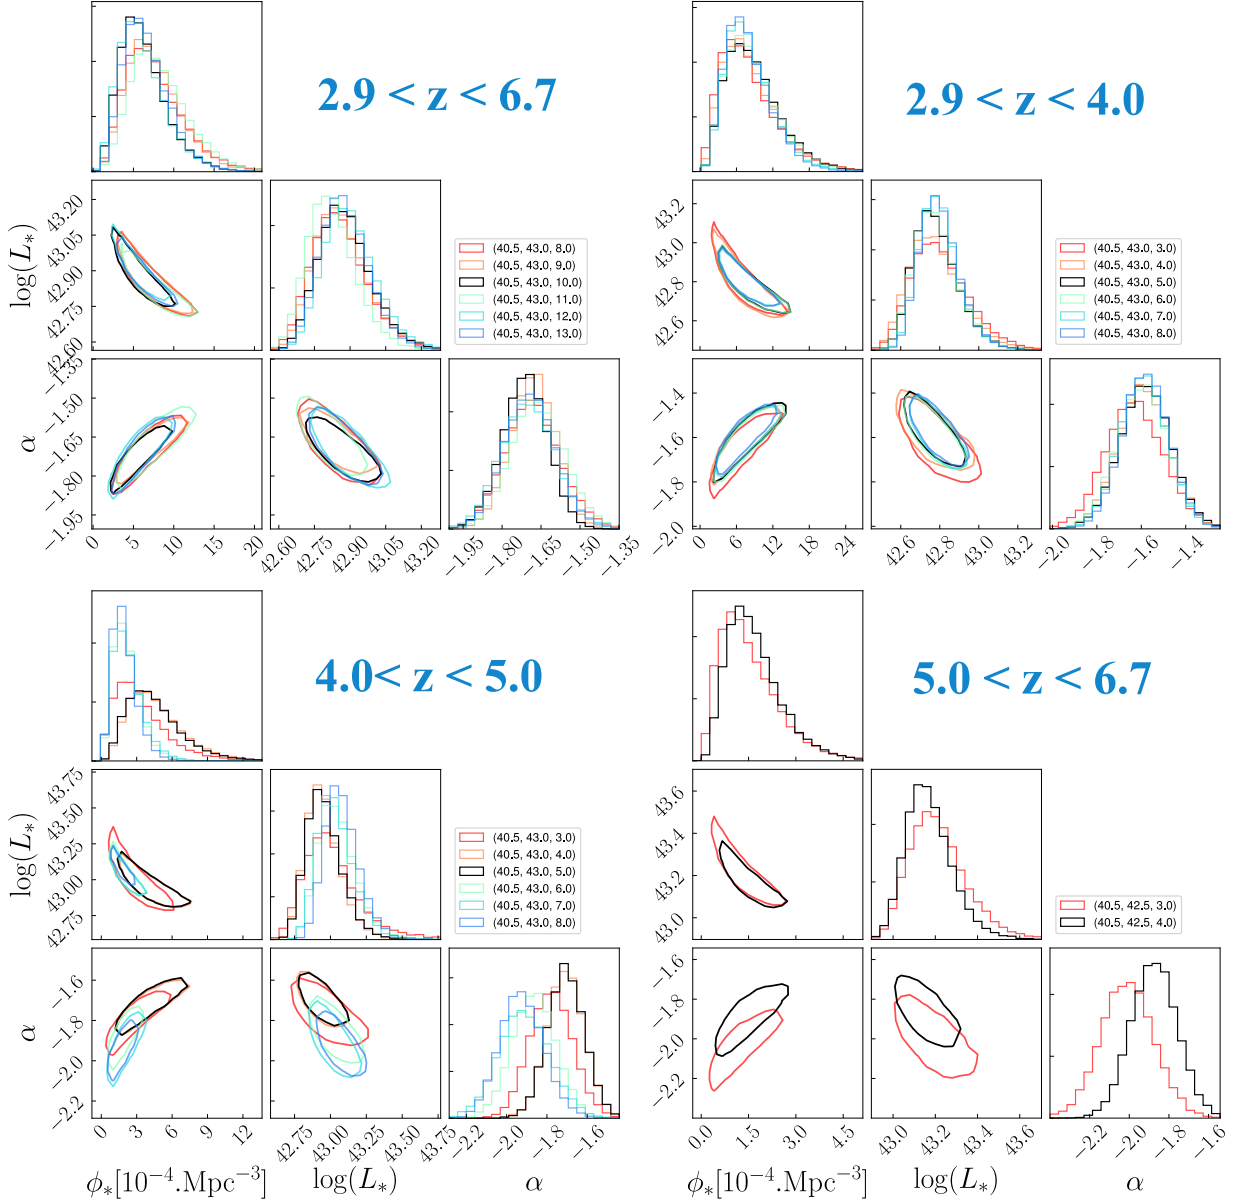 2.9 < z < 6.7
log(L*)
43.20
43.05
42.90
42.75
42.60
(40.5, 43.0, 8.0)
(40.5, 43.0, 9.0)
(40.5, 43.0, 10.0)
(40.5, 43.0, 11.0)
(40.5, 43.0, 12.0)
(40.5, 43.0, 13.0)
α
−1.35
−1.50
−1.65
−1.80
−1.95
0 5 10 15 20
42.60 42.75 42.90 43.05 43.20
−1.95 −1.80 −1.65 −1.50 −1.35
2.9 < z < 4.0
43.2
43.0
42.8
42.6
(40.5, 43.0, 3.0)
(40.5, 43.0, 4.0)
(40.5, 43.0, 5.0)
(40.5, 43.0, 6.0)
(40.5, 43.0, 7.0)
(40.5, 43.0, 8.0)
−1.4
−1.6
−1.8
−2.0
0 6 12 18 24
42.6 42.8 43.0 43.2
−2.0 −1.8 −1.6 −1.4
4.0< z < 5.0
log(L*)
43.75
43.50
43.25
43.00
42.75
(40.5, 43.0, 3.0)
(40.5, 43.0, 4.0)
(40.5, 43.0, 5.0)
(40.5, 43.0, 6.0)
(40.5, 43.0, 7.0)
(40.5, 43.0, 8.0)
α
−1.6
−1.8
−2.0
−2.2
0 3 6 9 12
42.75 43.00 43.25 43.50 43.75
−2.2 −2.0 −1.8 −1.6
ϕ*[10−4.Mpc−3] log(L*) α
5.0 < z < 6.7
43.6
43.4
43.2
43.0
(40.5, 42.5, 3.0)
(40.5, 42.5, 4.0)
−1.6
−1.8
−2.0
−2.2
0.0 1.5 3.0 4.5
43.0 43.2 43.4 43.6
−2.2 −2.0 −1.8 −1.6
ϕ*[10−4.Mpc−3] log(L*) α